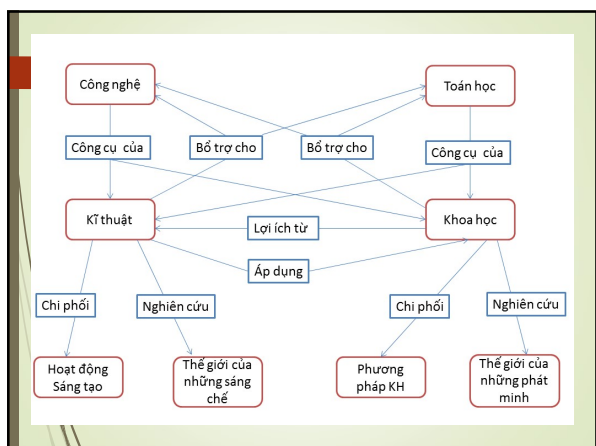 Công nghệ
Toán học
Công cụ của
Bổ trợ cho
Bổ trợ cho
Công cụ của
Kĩ thuật
Lợi ích từ
Khoa học
Áp dụng
Chi phối
Nghiên cứu
Chi phối
Nghiên cứu
Hoạt động
Sáng tạo
Thế giới của
những sáng
chế
Phương
pháp KH
Thế giới của
những phát
minh